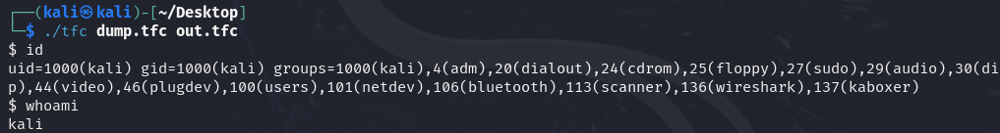 ┌──(kali㉿kali)-[~/Desktop]
└─$ ./tfc dump.tfc out.tfc
$ id
uid=1000(kali) gid=1000(kali) groups=1000(kali),4(adm),20(dialout),24(cdrom),25(floppy),27(sudo),29(audio),30(di
p),44(video),46(plugdev),100(users),101(netdev),106(bluetooth),113(scanner),136(wireshark),137(kaboxer)
$ whoami
kali